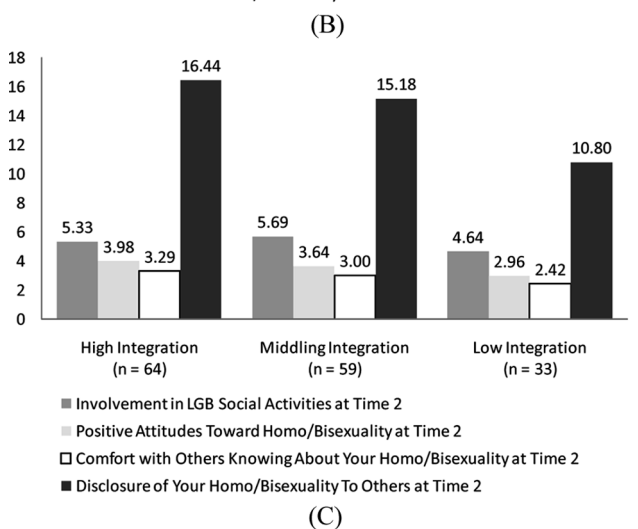 (B)
18
16
14
12
10
8
6
4
2
0
5.33 3.98 3.29 16.44
5.69 3.64 3.00 15.18
4.64 2.96 2.42 10.80
High Integration
(n = 64)
Middling Integration
(n = 59)
Low Integration
(n = 33)
Involvement in LGB Social Activities at Time 2
Positive Attitudes Toward Homo/Bisexuality at Time 2
Comfort with Others Knowing About Your Homo/Bisexuality at Time 2
Disclosure of Your Homo/Bisexuality To Others at Time 2
(C)